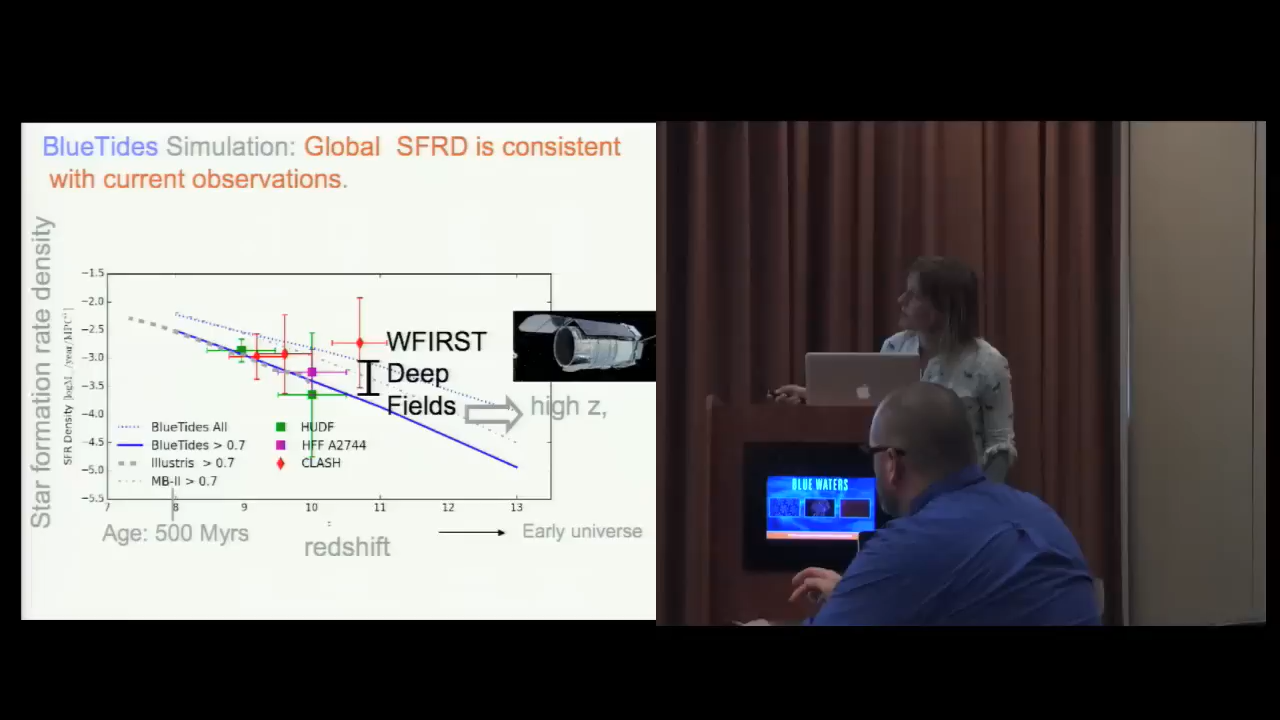 BlueTides Simulation: Global SFRD is consistent
with current observations.
Star formation rate density
SFR Density
−1.5
−2.0
−2.5
−3.0
−3.5
−4.0
−4.5
−5.0
−5.5
WFIRST
Deep
Fields
high z,
BlueTides All
BlueTides > 0.7
Illustris > 0.7
MB-II > 0.7
HUDF
HFF A2744
CLASH
7 8 9 10 11 12 13
Age: 500 Myrs
redshift
Early universe
BLUE WATERS